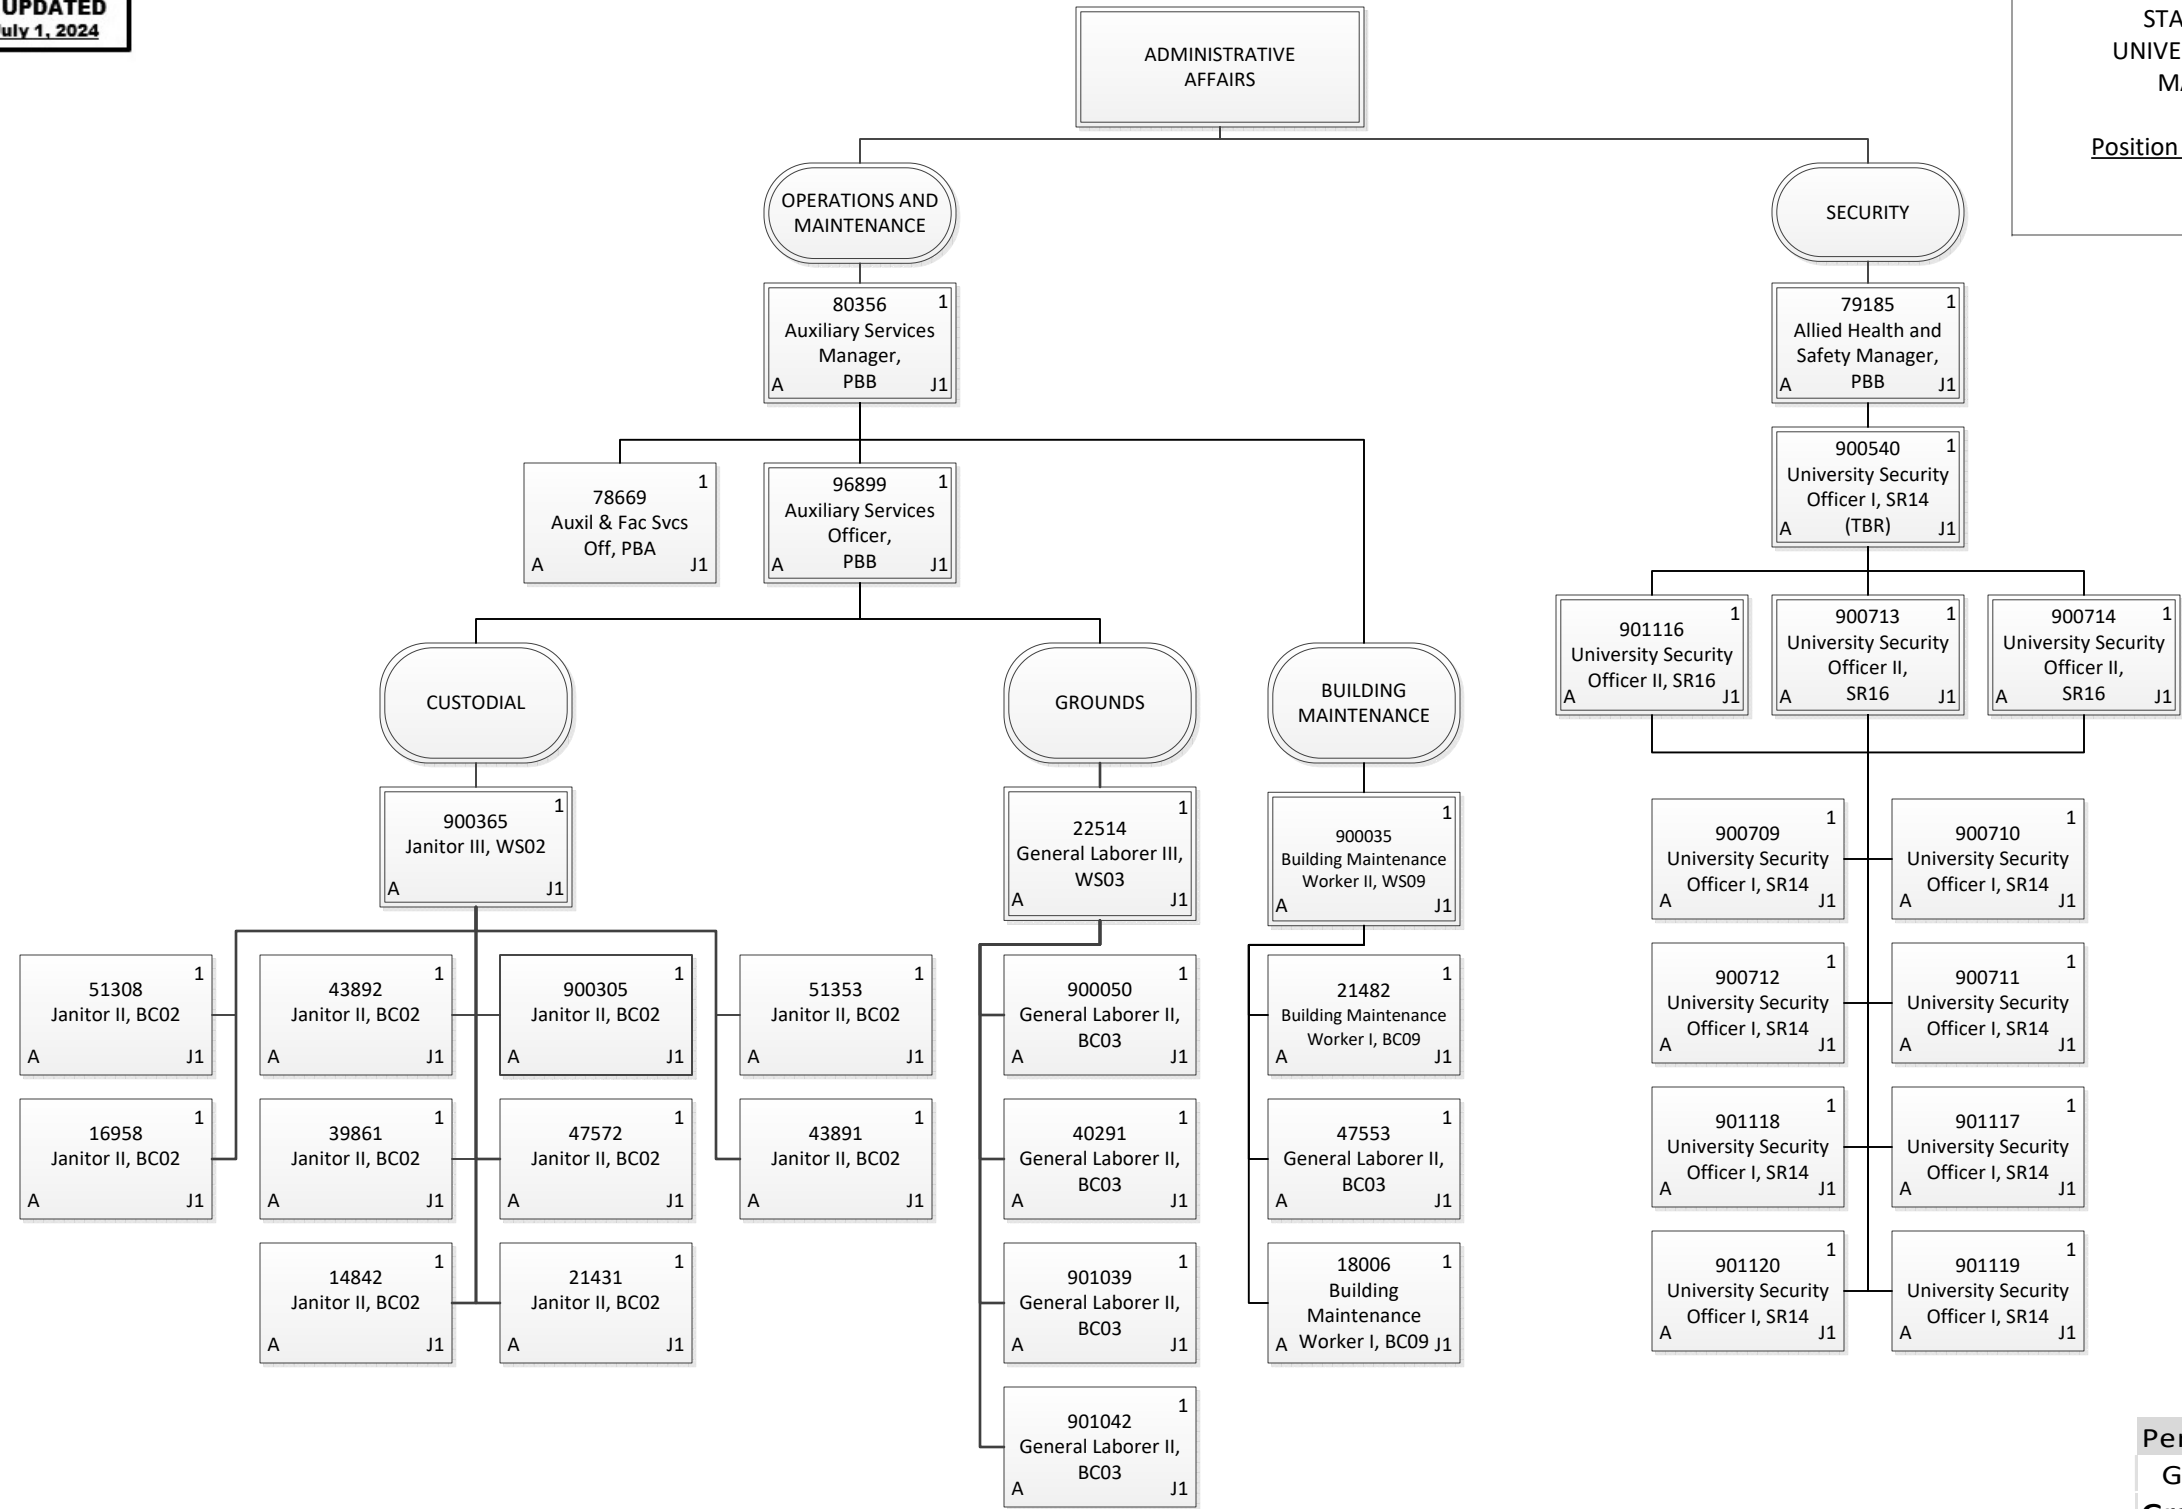 UPDATED
July 1, 2024
ADMINISTRATIVE
AFFAIRS
Position
OPERATIONS AND
MAINTENANCE
SECURITY
80356 1
Auxiliary Services
Manager,
A PBB J1
79185 1
Allied Health and
Safety Manager,
A PBB J1
900540 1
University Security
Officer I, SR14
A (TBR) J1
78669 1
Auxil & Fac Svcs
Off, PBA
A J1
96899 1
Auxiliary Services
Officer,
A PBB J1
901116 1
University Security
Officer II, SR16
A J1
900713 1
University Security
Officer II,
A SR16 J1
900714 1
University Security
Officer II,
A SR16 J1
CUSTODIAL
GROUNDS
BUILDING
MAINTENANCE
900365 1
Janitor III, WS02
A J1
22514 1
General Laborer III,
WS03
A J1
900035 1
Building Maintenance
Worker II, WS09
A J1
51308 1
Janitor II, BC02
A J1
43892 1
Janitor II, BC02
A J1
900305 1
Janitor II, BC02
A J1
51353 1
Janitor II, BC02
A J1
16958 1
Janitor II, BC02
A J1
39861 1
Janitor II, BC02
A J1
47572 1
Janitor II, BC02
A J1
43891 1
Janitor II, BC02
A J1
14842 1
Janitor II, BC02
A J1
21431 1
Janitor II, BC02
A J1
900050 1
General Laborer II,
BC03
A J1
40291 1
General Laborer II,
BC03
A J1
901039 1
General Laborer II,
BC03
A J1
901042 1
General Laborer II,
BC03
A J1
21482 1
Building Maintenance
Worker I, BC09
A J1
47553 1
General Laborer II,
BC03
A J1
18006 1
Building
Maintenance
A Worker I, BC09 J1
900709 1
University Security
Officer I, SR14
A J1
900710 1
University Security
Officer I, SR14
A J1
900712 1
University Security
Officer I, SR14
A J1
900711 1
University Security
Officer I, SR14
A J1
901118 1
University Security
Officer I, SR14
A J1
901117 1
University Security
Officer I, SR14
A J1
901120 1
University Security
Officer I, SR14
A J1
901119 1
University Security
Officer I, SR14
A J1